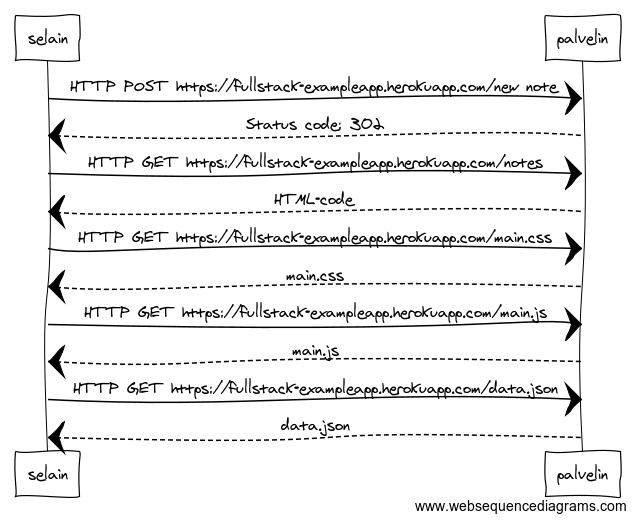 selain
palvelin
HTTP POST https://fullstack-exampleapp.herokuapp.com/new note
Status code: 302
HTTP GET https://fullstack-exampleapp.herokuapp.com/notes
HTML-code
HTTP GET https://fullstack-exampleapp.herokuapp.com/main.css
main.css
HTTP GET https://fullstack-exampleapp.herokuapp.com/main.js
main.js
HTTP GET https://fullstack-exampleapp.herokuapp.com/data.json
data.json
selain
palvelin
www.websequencediagrams.com